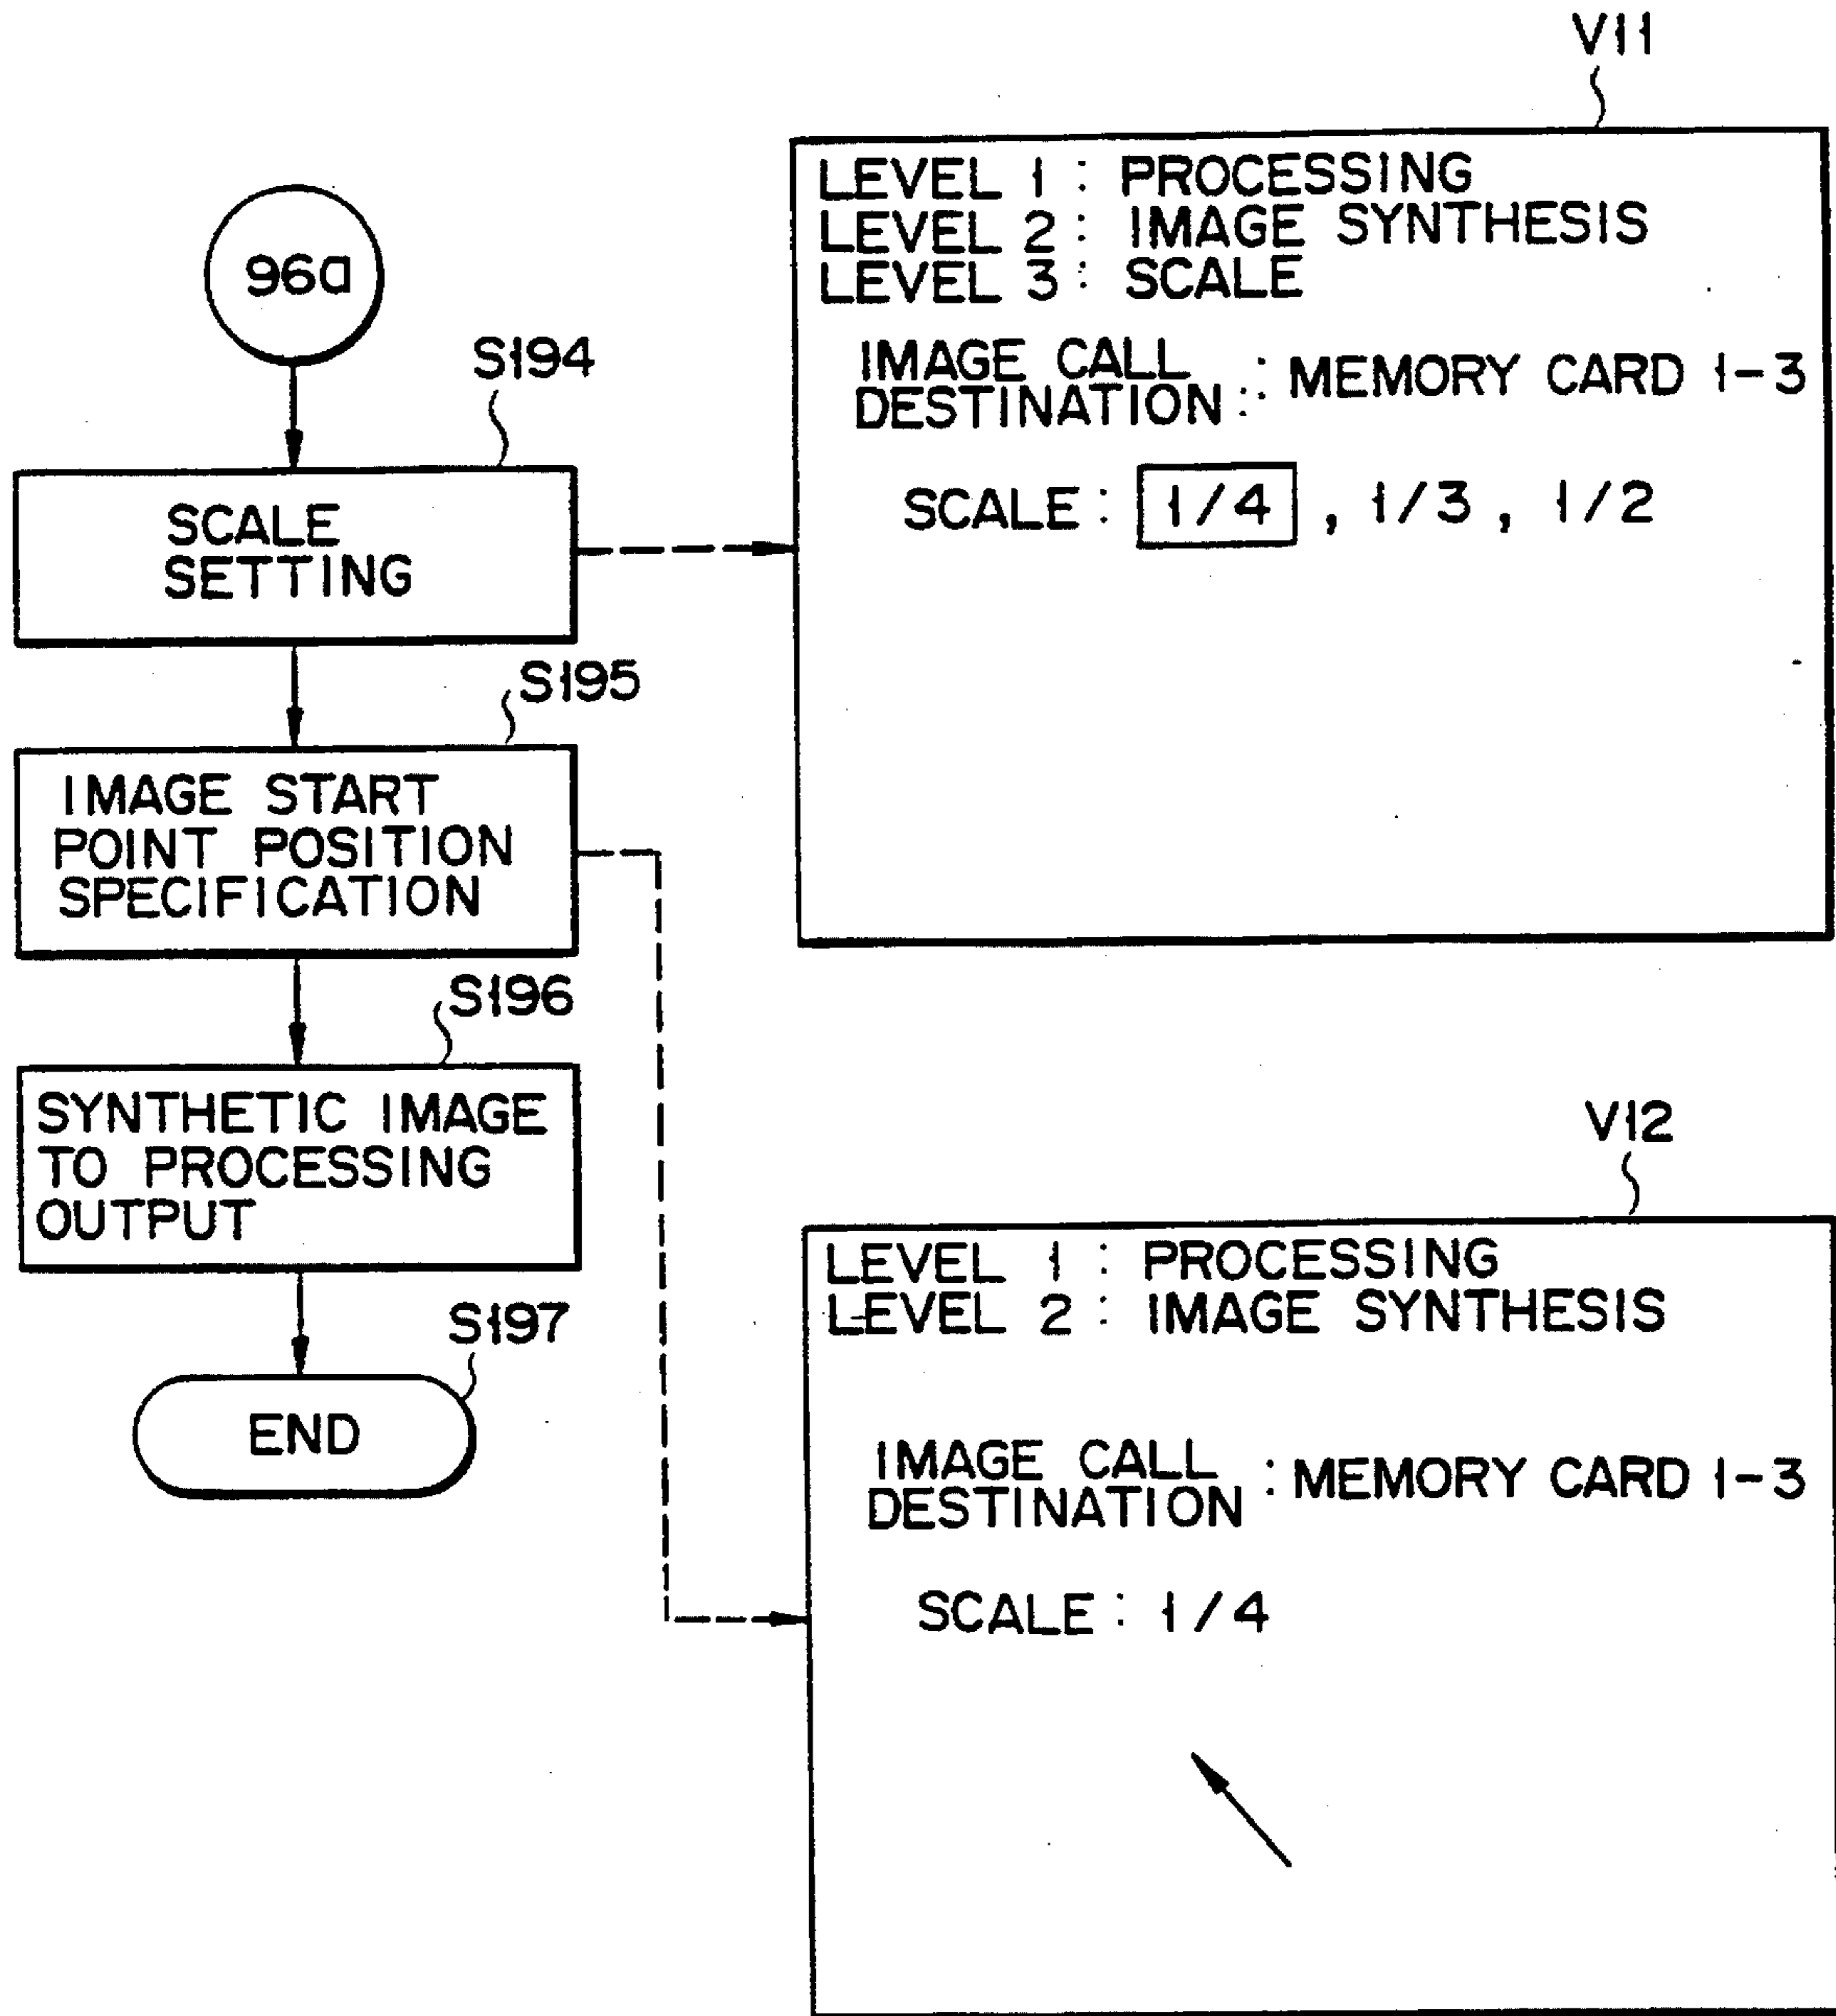 96a
S194
SCALE
SETTING
S195
IMAGE START
POINT POSITION
SPECIFICATION
S196
SYNTHETIC IMAGE
TO PROCESSING
OUTPUT
S197
END
V11
LEVEL 1 : PROCESSING
LEVEL 2 : IMAGE SYNTHESIS
LEVEL 3 : SCALE
IMAGE CALL
DESTINATION : MEMORY CARD 1-3
SCALE : 1/4 , 1/3 , 1/2
V12
LEVEL 1 : PROCESSING
LEVEL 2 : IMAGE SYNTHESIS
IMAGE CALL
DESTINATION : MEMORY CARD 1-3
SCALE : 1/4